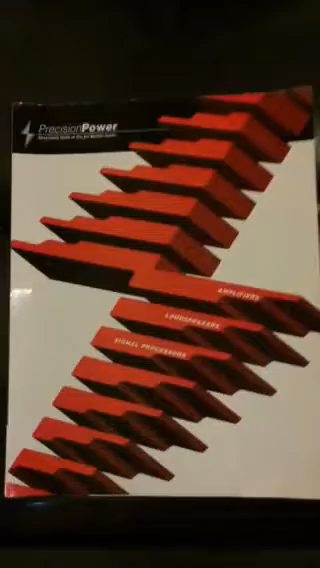 PrecisionPower
AMPLIFIERS
LOUDSPEAKERS
SIGNAL PROCESSORS